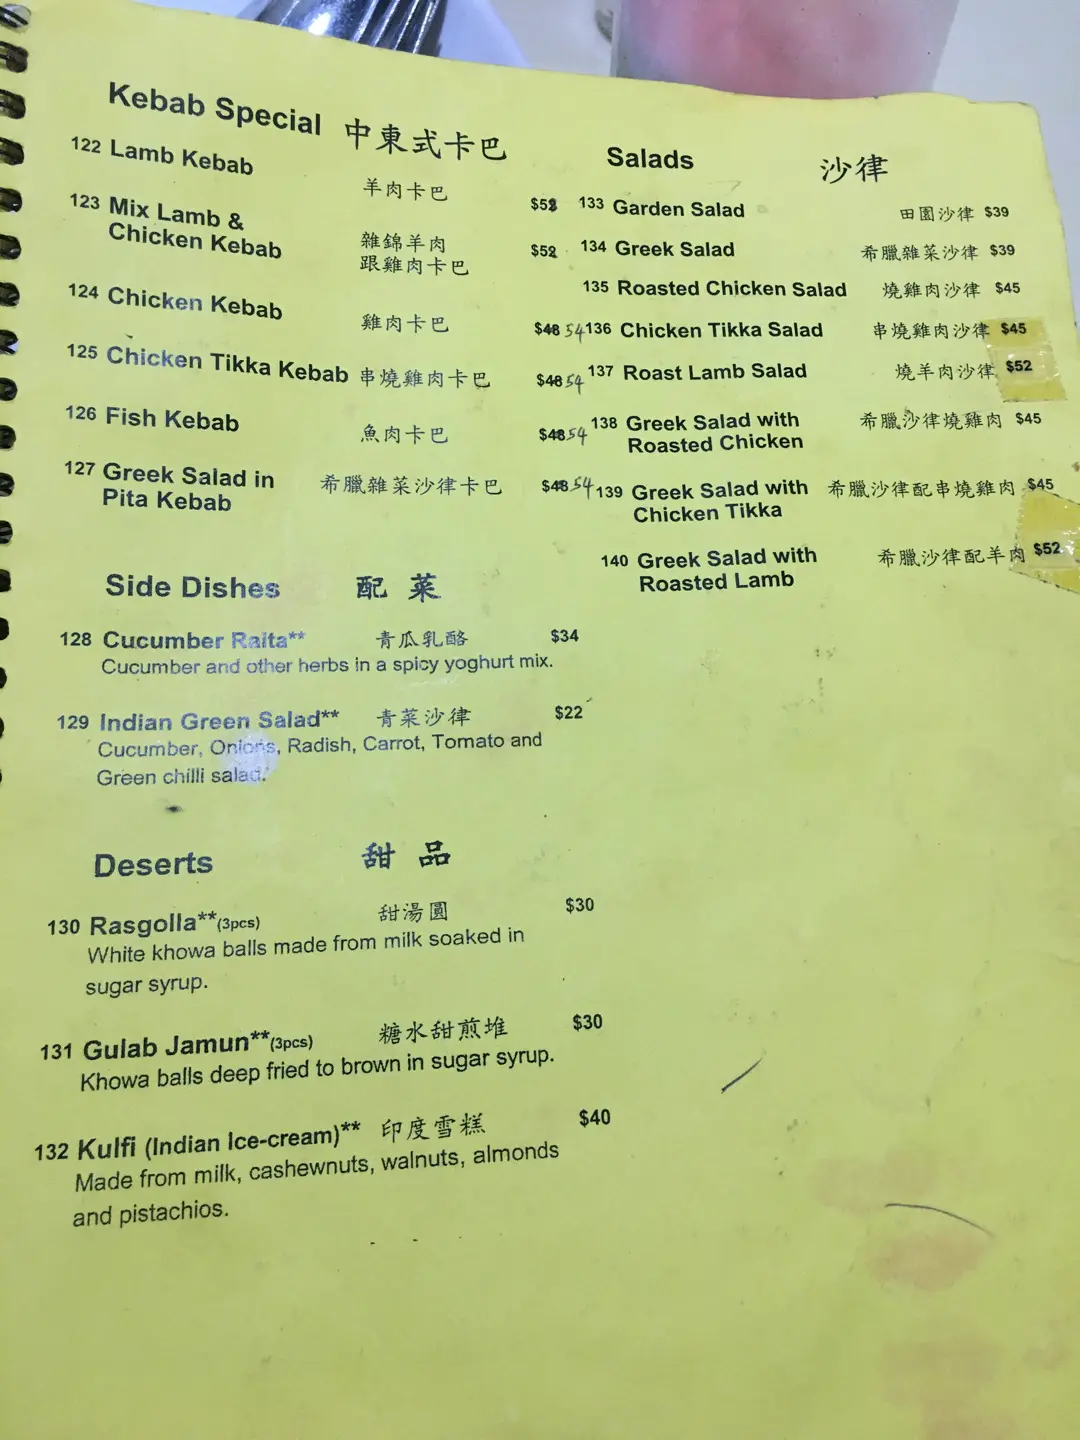 Kebab Special 中東式卡巴
122 Lamb Kebab 羊肉卡巴
123 Mix Lamb & 雜錦羊肉 $52
Chicken Kebab 跟雞肉卡巴
124 Chicken Kebab 雞肉卡巴 $48 54
125 Chicken Tikka Kebab 串燒雞肉卡巴 $48 54
126 Fish Kebab 魚肉卡巴 $48 54
127 Greek Salad in 希臘雜菜沙律卡巴 $48 54
Pita Kebab
Side Dishes 配菜
128 Cucumber Raita** 青瓜乳酪 $34
Cucumber and other herbs in a spicy yoghurt mix.
129 Indian Green Salad** 青菜沙律 $22
Cucumber, Onions, Radish, Carrot, Tomato and
Green chilli salad.
Deserts 甜品
130 Rasgolla**(3pcs) 甜湯圓 $30
White khowa balls made from milk soaked in
sugar syrup.
131 Gulab Jamun**(3pcs) 糖水甜煎堆 $30
Khowa balls deep fried to brown in sugar syrup.
132 Kulfi (Indian Ice-cream)** 印度雪糕 $40
Made from milk, cashewnuts, walnuts, almonds
and pistachios.
Salads 沙律
133 Garden Salad 田園沙律 $39
134 Greek Salad 希臘雜菜沙律 $39
135 Roasted Chicken Salad 燒雞肉沙律 $45
136 Chicken Tikka Salad 串燒雞肉沙律 $45
137 Roast Lamb Salad 燒羊肉沙律 $52
138 Greek Salad with 希臘沙律燒雞肉 $45
Roasted Chicken
139 Greek Salad with 希臘沙律配串燒雞肉 $45
Chicken Tikka
140 Greek Salad with 希臘沙律配羊肉 $52
Roasted Lamb